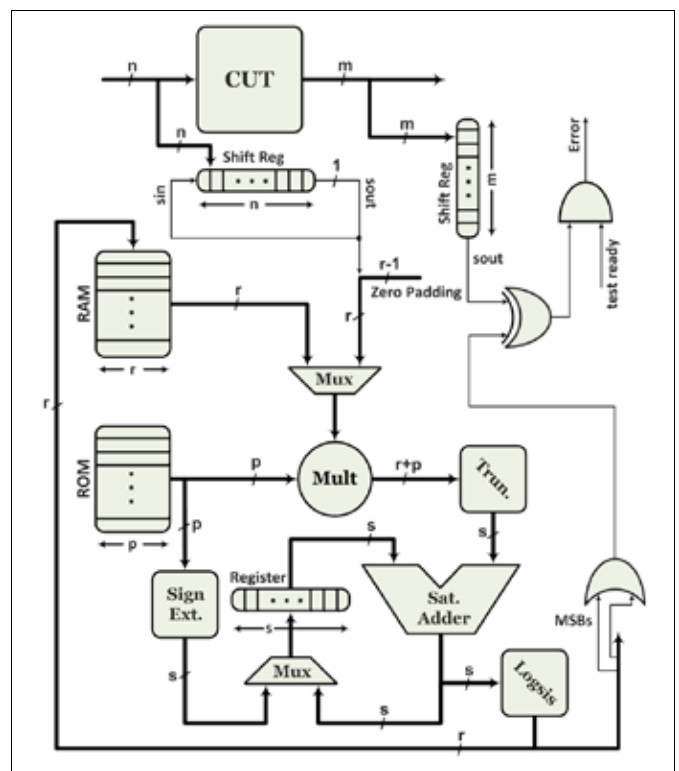 n
CUT
m
n
m
Shift Reg
1
sin
sout
n
Shift Reg
m
Error
test ready
sout
r-1
Zero Padding
r
r
RAM
r
Mux
r
ROM
p
p
Mult
r+p
Trun.
p
s
s
Sign
Ext.
Register
s
Sat.
Adder
MSBs
Mux
s
s
s
Logsis
r